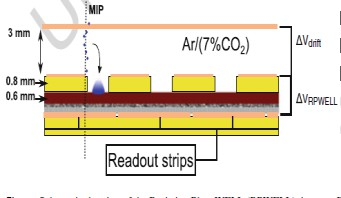 MIP
3 mm
Ar/(7%CO₂)
ΔVdrift
0.8 mm
0.6 mm
ΔVRPWELL
Readout strips